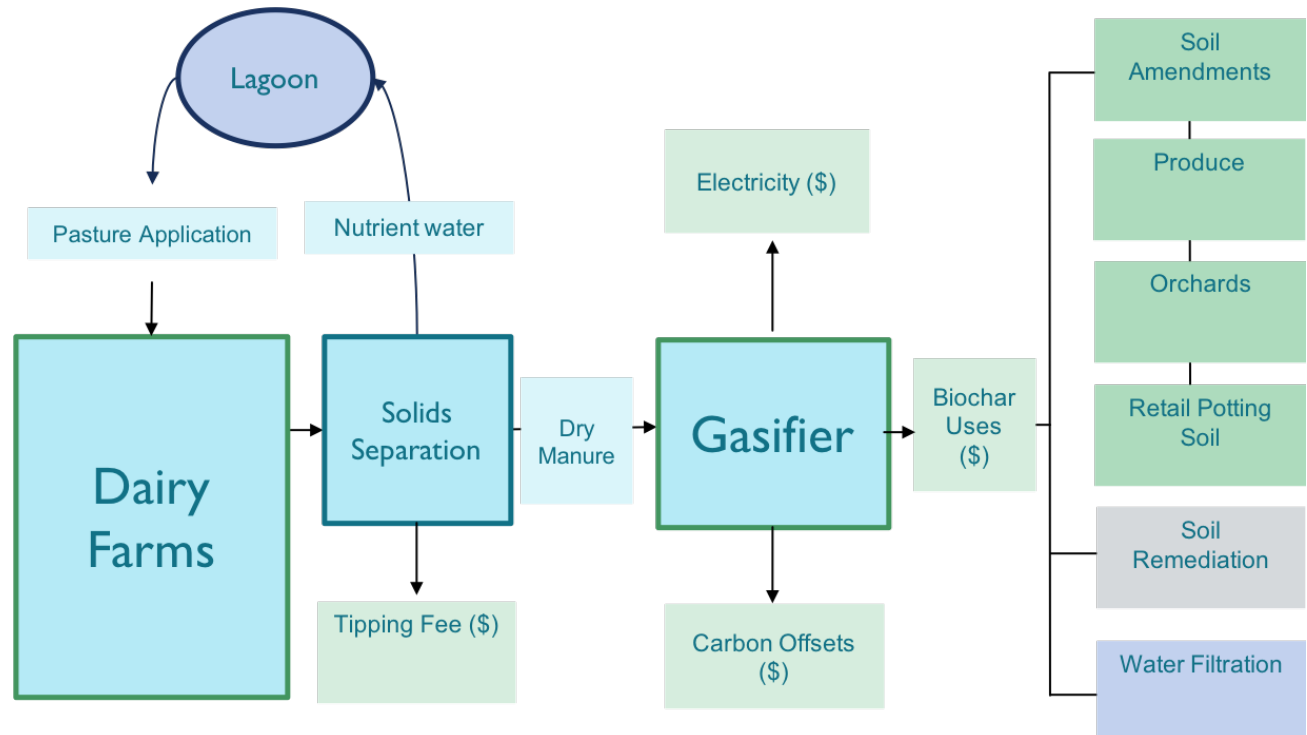 Lagoon
Pasture Application
Nutrient water
Dairy
Farms
Solids
Separation
Tipping Fee ($)
Dry
Manure
Electricity ($)
Gasifier
Carbon Offsets
($)
Biochar
Uses
($)
Soil
Amendments
Produce
Orchards
Retail Potting
Soil
Soil
Remediation
Water Filtration